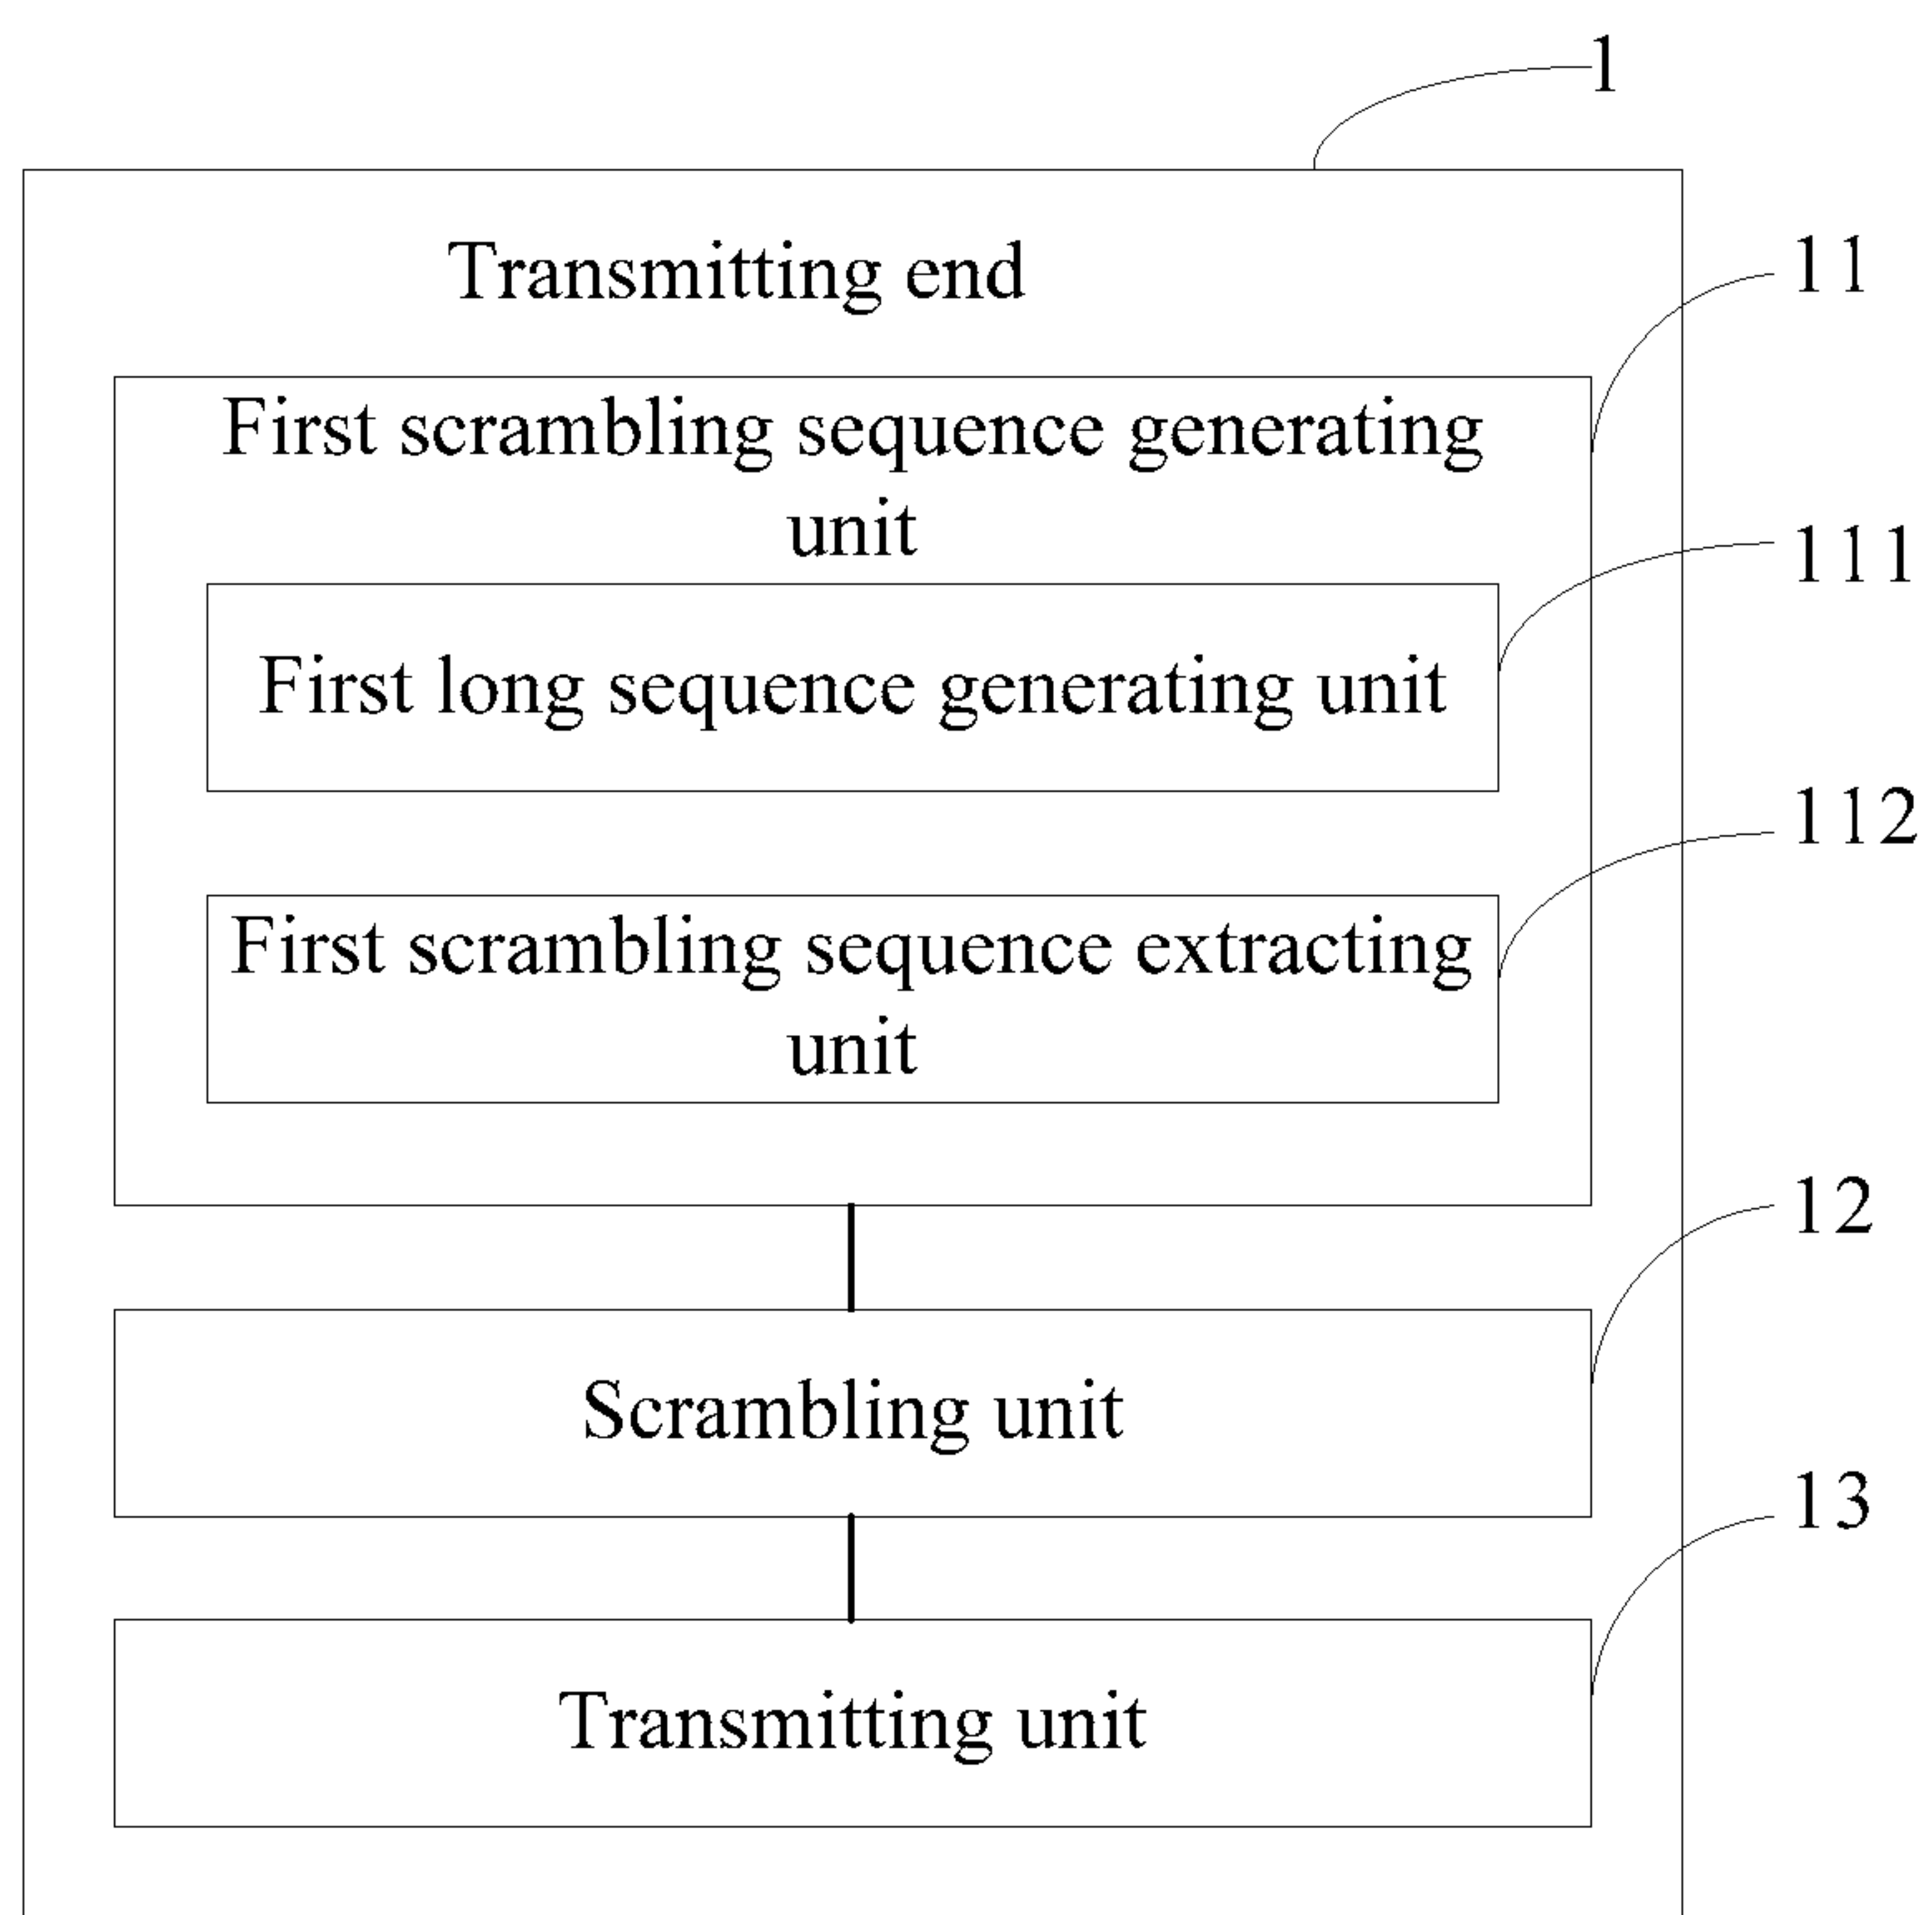 1
Transmitting end
11
First scrambling sequence generating
unit
111
First long sequence generating unit
112
First scrambling sequence extracting
unit
12
Scrambling unit
13
Transmitting unit